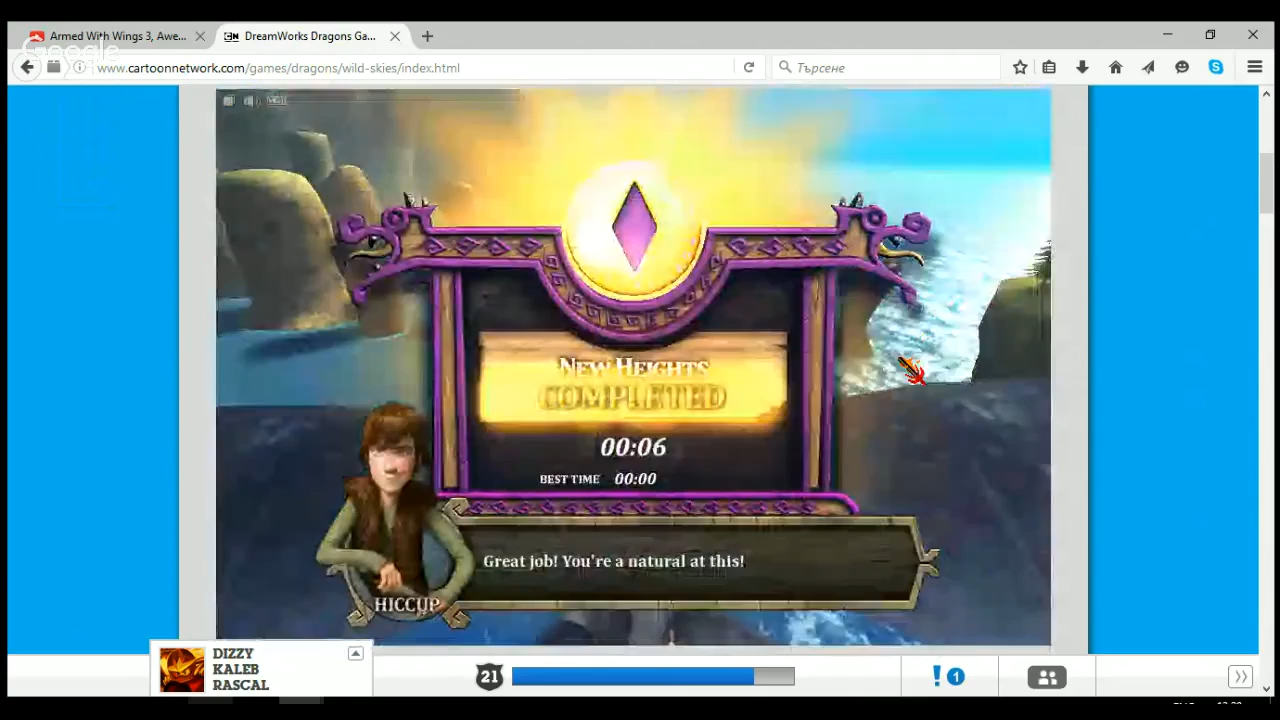 Armed With Wings 3, Awe...
DreamWorks Dragons Ga...
Google
www.cartoonnetwork.com/games/dragons/wild-skies/index.html
Търсене
NEW HEIGHTS
COMPLETED
00:06
BEST TIME 00:00
Great job! You're a natural at this!
HICCUP
DIZZY
KALEB
RASCAL
21
! 1